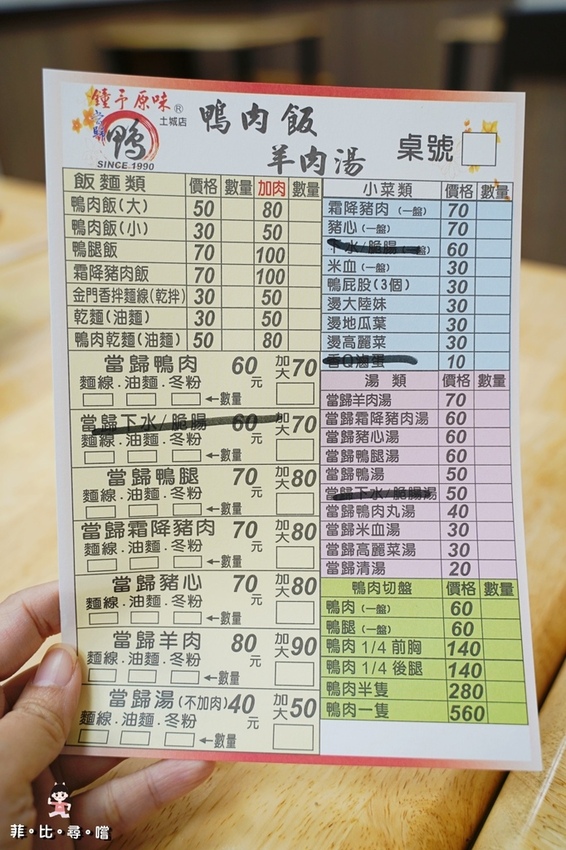 鐘予原味®
土城店
鴨
SINCE.1990
鴨肉飯
羊肉湯
桌號
飯麵類 價格 數量 加肉 數量
鴨肉飯(大) 50 80
鴨肉飯(小) 30 50
鴨腿飯 70 100
霜降豬肉飯 70 100
金門香拌麵線(乾拌) 30 50
乾麵(油麵) 30 50
鴨肉乾麵(油麵) 50 80
當歸鴨肉 60元 加大70
麵線.油麵.冬粉
←數量
當歸下水/脆腸 60元 加大70
麵線.油麵.冬粉
←數量
當歸鴨腿 70元 加大80
麵線.油麵.冬粉
←數量
當歸霜降豬肉 70元 加大80
麵線.油麵.冬粉
←數量
當歸豬心 70元 加大80
麵線.油麵.冬粉
←數量
當歸羊肉 80元 加大90
麵線.油麵.冬粉
←數量
當歸湯(不加肉)40元 加大50
麵線.油麵.冬粉
←數量
小菜類 價格 數量
霜降豬肉(一盤) 70
豬心(一盤) 70
下水/脆腸(一盤) 60
米血(一盤) 30
鴨屁股(3個) 30
燙大陸妹 30
燙地瓜葉 30
燙高麗菜 30
香Q滷蛋 10
湯類 價格 數量
當歸羊肉湯 70
當歸霜降豬肉湯 60
當歸豬心湯 60
當歸鴨腿湯 60
當歸鴨湯 50
當歸下水/脆腸湯 50
當歸鴨肉丸湯 40
當歸米血湯 30
當歸高麗菜湯 30
當歸清湯 20
鴨肉切盤 價格 數量
鴨肉(一盤) 60
鴨腿(一盤) 60
鴨肉 1/4 前胸 140
鴨肉 1/4 後腿 140
鴨肉半隻 280
鴨肉一隻 560
菲。比。尋。嚐